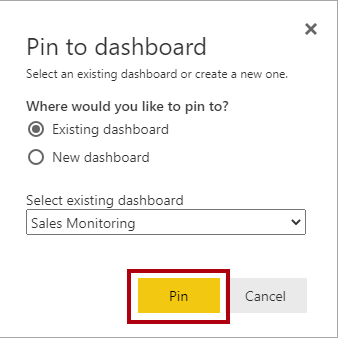 Pin to dashboard
Select an existing dashboard or create a new one.
Where would you like to pin to?
Existing dashboard
New dashboard
Select existing dashboard
Sales Monitoring
Pin Cancel